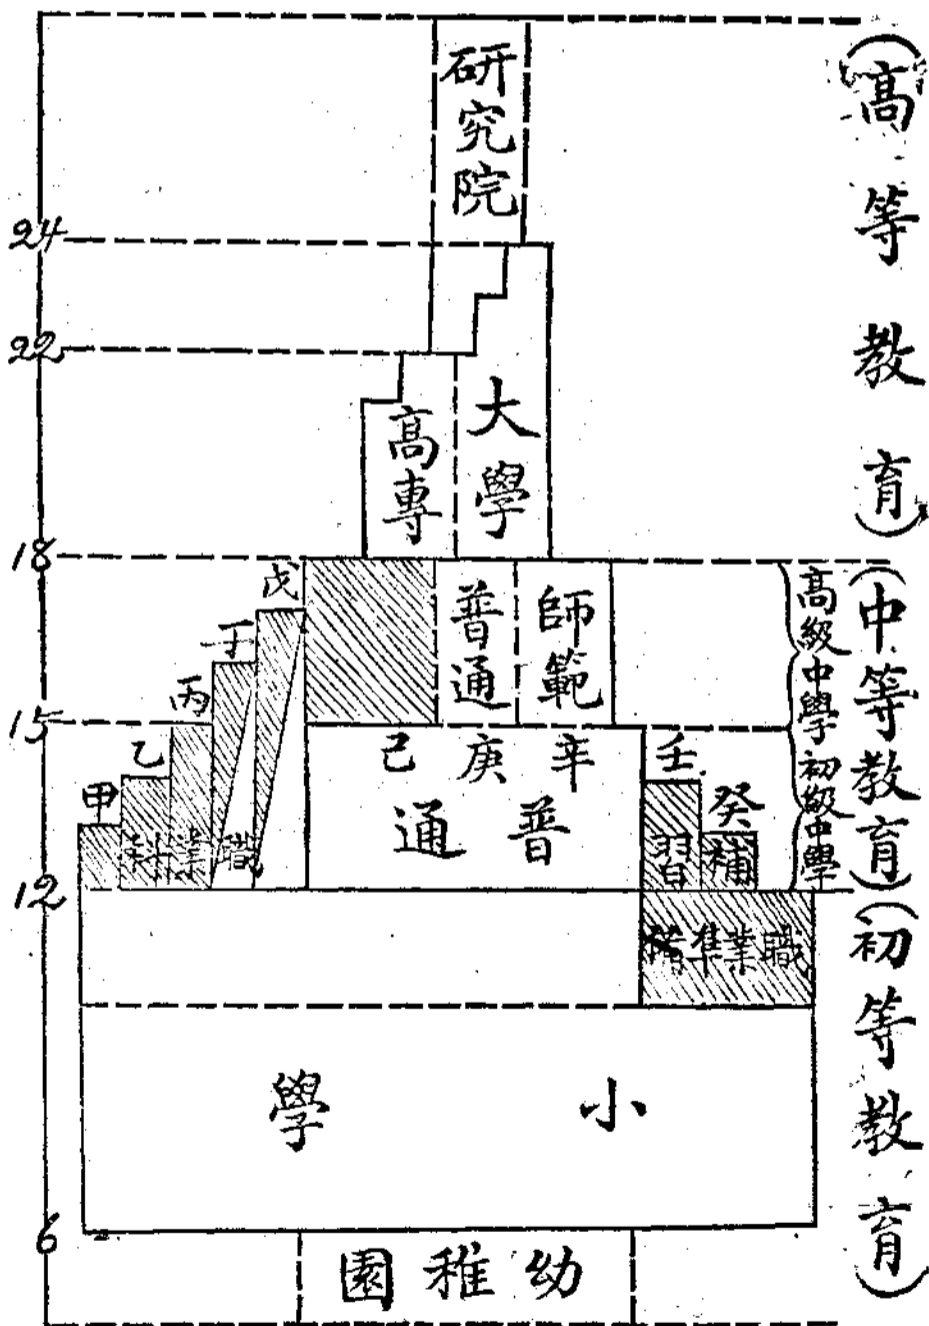 (高等教育)
(中等教育)
(初等教育)
高級中學
初級中學
研究院
24
22
大學
高專
18
戊
丁
丙
乙
甲
普通
師範
15
己庚辛
普通
壬
癸
職業科
補習
12
職業準備
小學
6
幼稚園